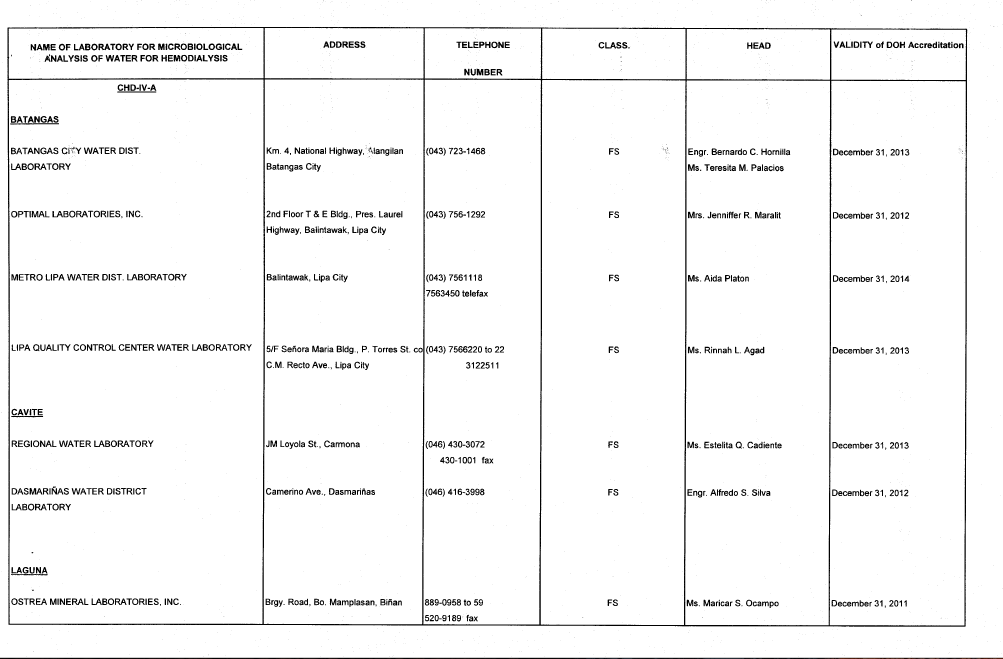 NAME OF LABORATORY FOR MICROBIOLOGICAL
ANALYSIS OF WATER FOR HEMODIALYSIS
ADDRESS
TELEPHONE
NUMBER
CLASS.
HEAD
VALIDITY of DOH Accreditation
CHD-IV-A
BATANGAS
BATANGAS CITY WATER DIST.
LABORATORY
Km. 4, National Highway, Alangilan
Batangas City
(043) 723-1468
FS
Engr. Bernardo C. Hornilla
Ms. Teresita M. Palacios
December 31, 2013
OPTIMAL LABORATORIES, INC.
2nd Floor T & E Bldg., Pres. Laurel
Highway, Balintawak, Lipa City
(043) 756-1292
FS
Mrs. Jenniffer R. Maralit
December 31, 2012
METRO LIPA WATER DIST. LABORATORY
Balintawak, Lipa City
(043) 7561118
7563450 telefax
FS
Ms. Aida Platon
December 31, 2014
LIPA QUALITY CONTROL CENTER WATER LABORATORY
5/F Señora Maria Bldg., P. Torres St. co
C.M. Recto Ave., Lipa City
(043) 7566220 to 22
3122511
FS
Ms. Rinnah L. Agad
December 31, 2013
CAVITE
REGIONAL WATER LABORATORY
JM Loyola St., Carmona
(046) 430-3072
430-1001 fax
FS
Ms. Estelita Q. Cadiente
December 31, 2013
DASMARIÑAS WATER DISTRICT
LABORATORY
Camerino Ave., Dasmariñas
(046) 416-3998
FS
Engr. Alfredo S. Silva
December 31, 2012
LAGUNA
OSTREA MINERAL LABORATORIES, INC.
Brgy. Road, Bo. Mamplasan, Biñan
889-0958 to 59
520-9189 fax
FS
Ms. Maricar S. Ocampo
December 31, 2011